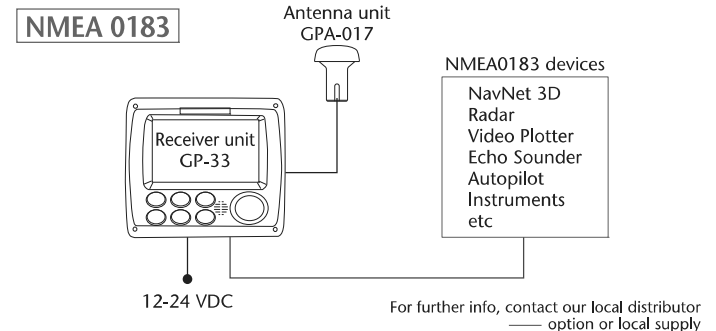 NMEA 0183
Antenna unit
GPA-017
NMEA0183 devices
NavNet 3D
Radar
Video Plotter
Echo Sounder
Autopilot
Instruments
etc
Receiver unit
GP-33
12-24 VDC
For further info, contact our local distributor
option or local supply